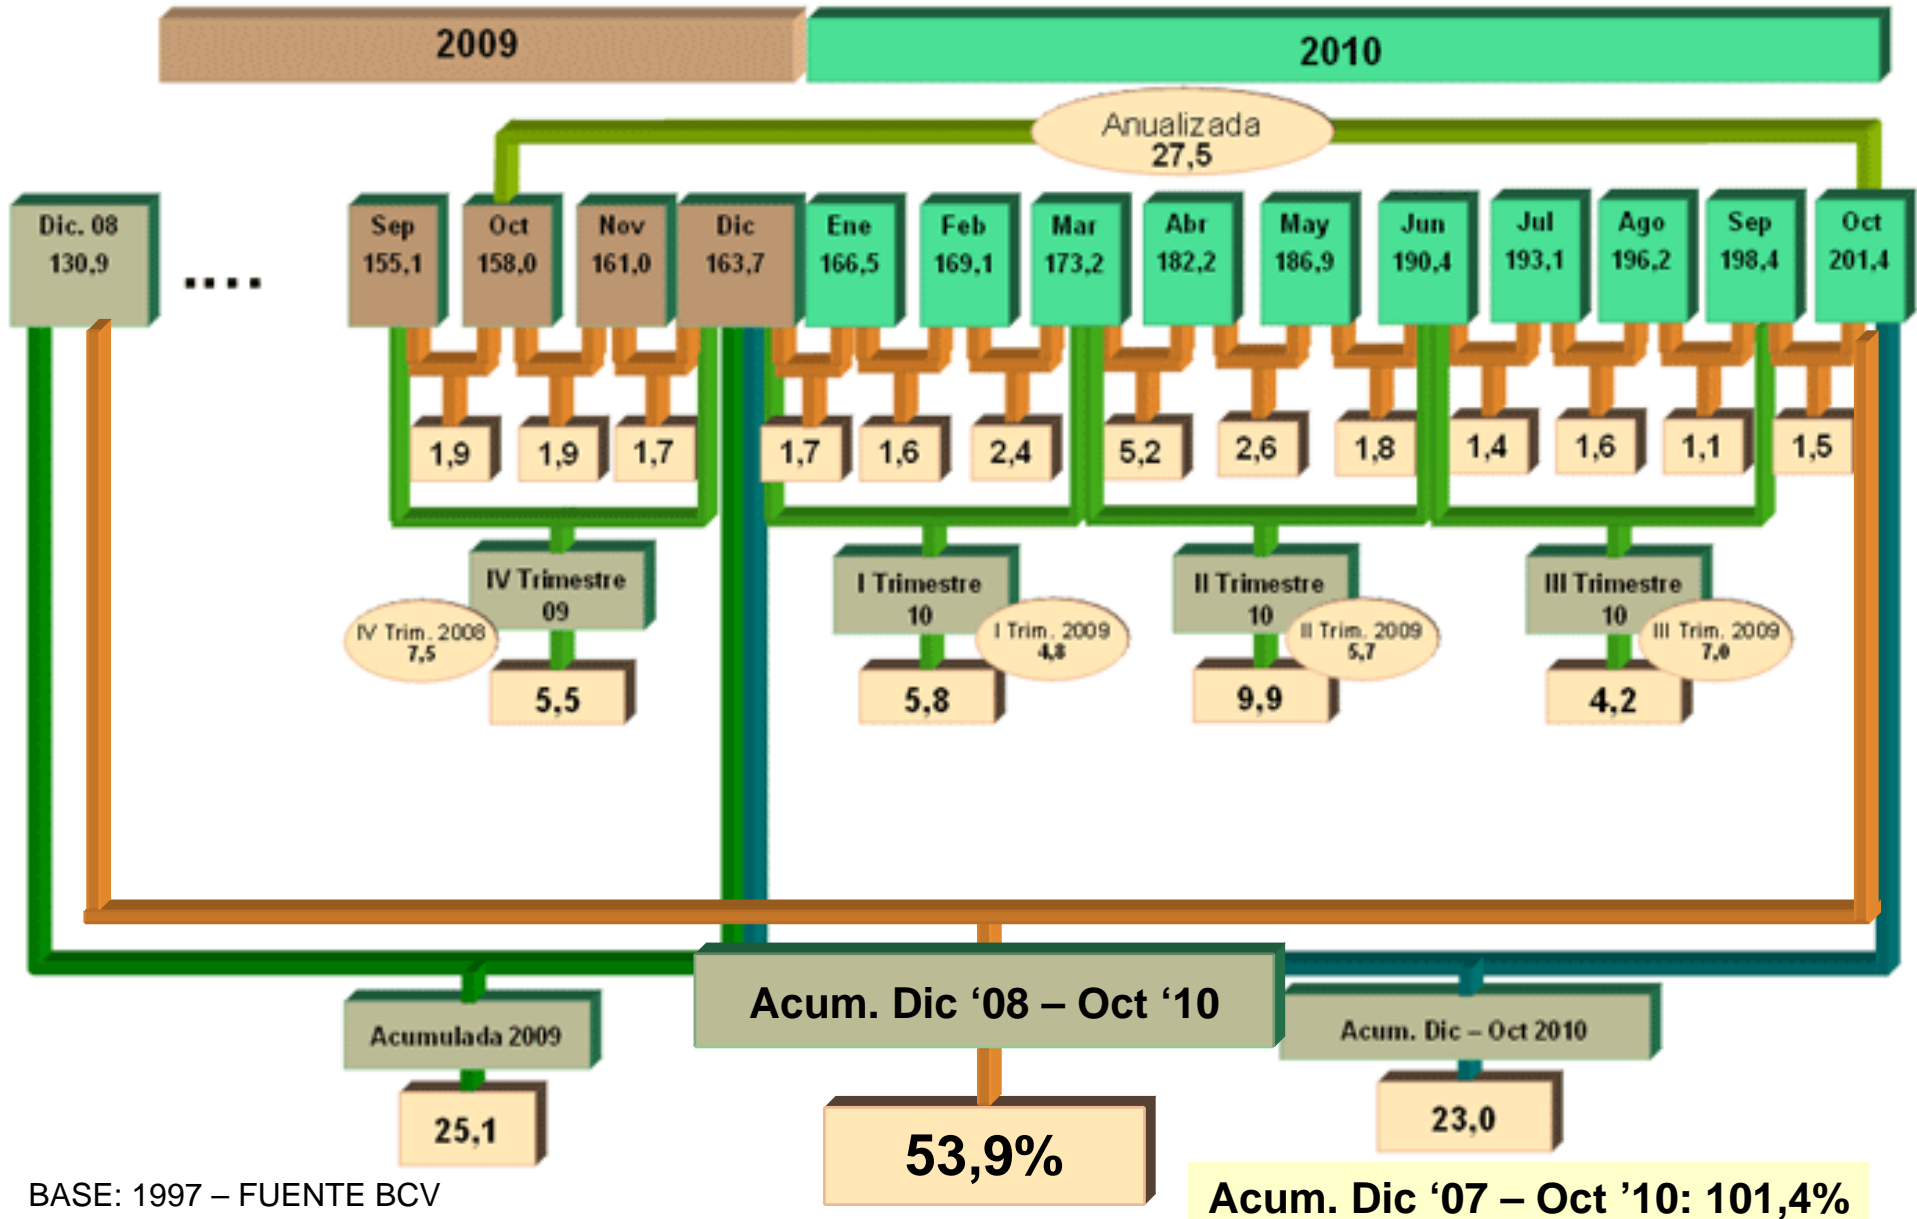 2009
2010
Anualizada
27,5
Dic. 08
130,9
....
Sep
155,1
Oct
158,0
Nov
161,0
Dic
163,7
Ene
166,5
Feb
169,1
Mar
173,2
Abr
182,2
May
186,9
Jun
190,4
Jul
193,1
Ago
196,2
Sep
198,4
Oct
201,4
1,9
1,9
1,7
1,7
1,6
2,4
5,2
2,6
1,8
1,4
1,6
1,1
1,5
IV Trimestre
09
IV Trim. 2008
7,5
5,5
I Trimestre
10
I Trim. 2009
4,8
5,8
II Trimestre
10
II Trim. 2009
5,7
9,9
III Trimestre
10
III Trim. 2009
7,0
4,2
Acum. Dic ‘08 – Oct ‘10
Acumulada 2009
Acum. Dic – Oct 2010
25,1
53,9%
23,0
BASE: 1997 – FUENTE BCV
Acum. Dic ‘07 – Oct ’10: 101,4%